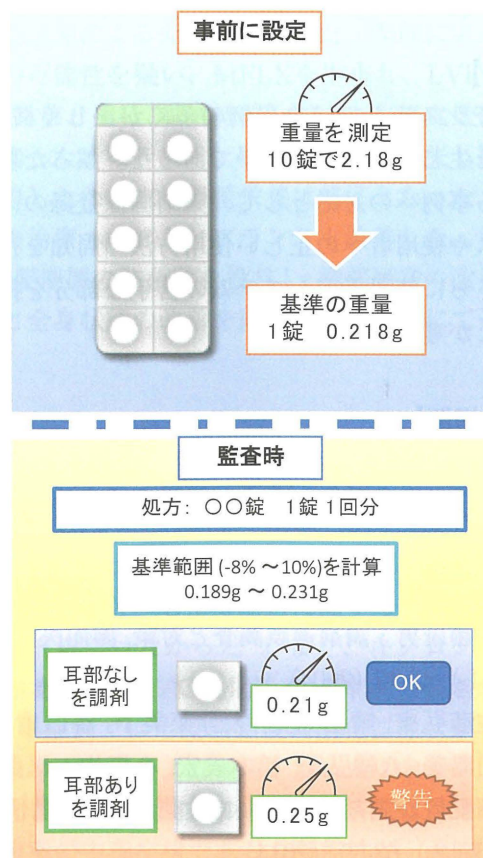 事前に設定
重量を測定
10錠で2.18g
基準の重量
1錠 0.218g
監査時
処方: 〇〇錠 1錠1回分
基準範囲(-8%～10%)を計算
0.189g～0.231g
耳部なし
を調剤
0.21g
OK
耳部あり
を調剤
0.25g
警告